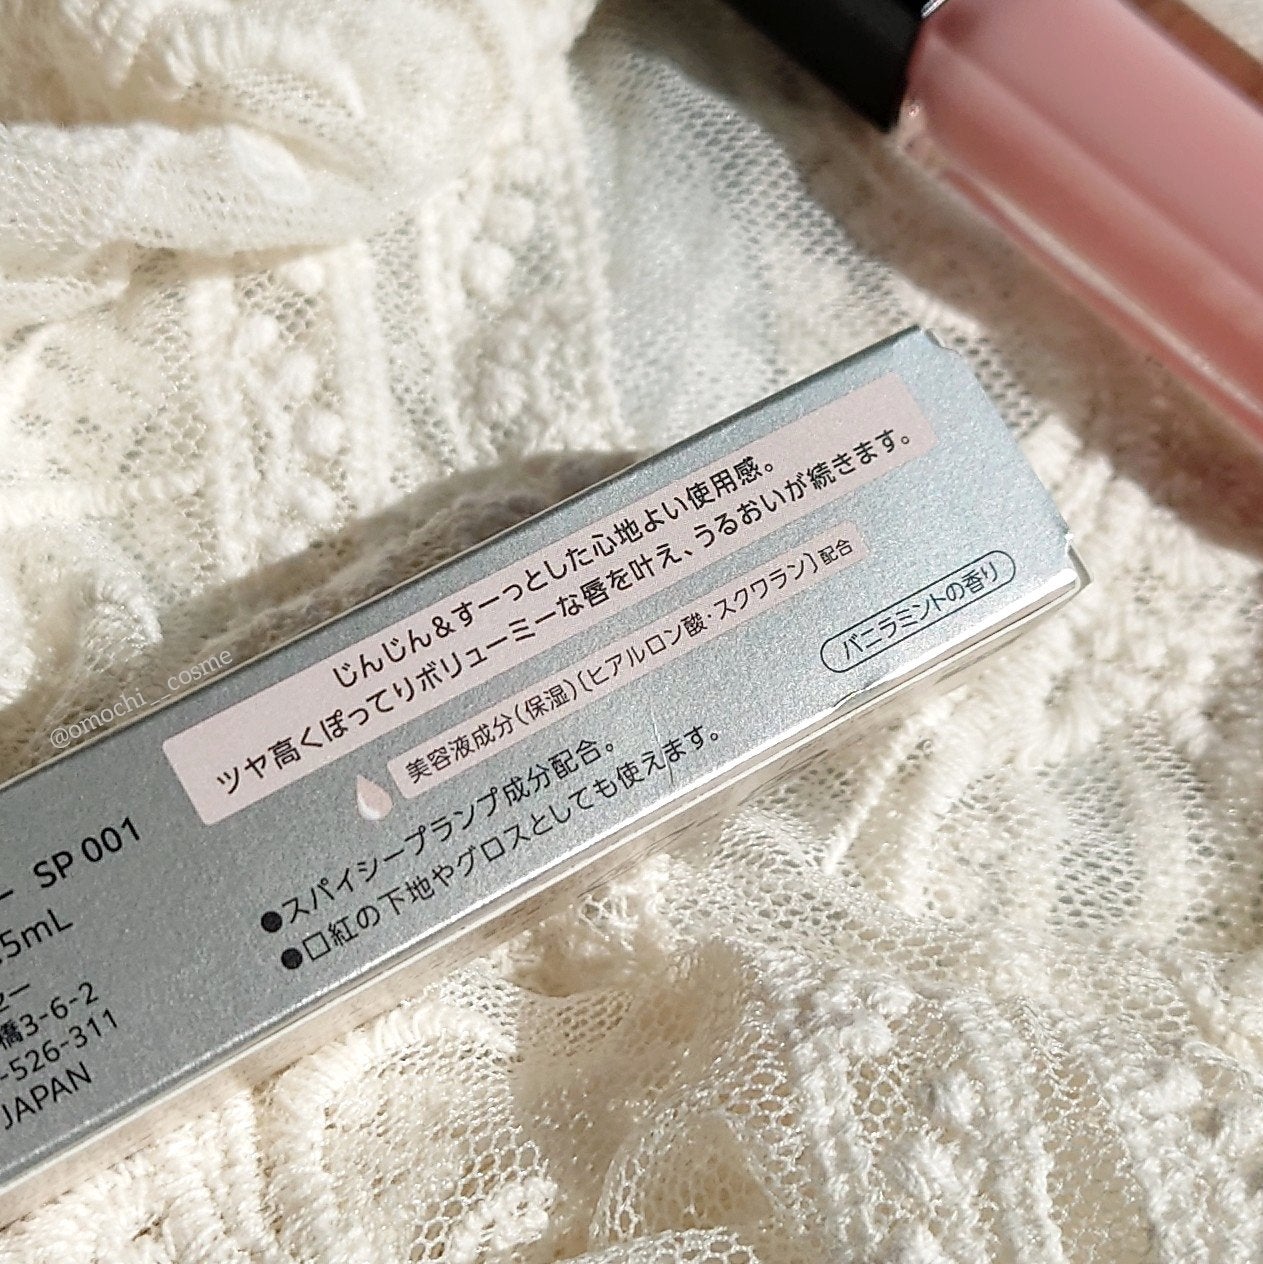 じんじん&すーっとした心地よい使用感。
ツヤ高くぽってりボリューミーな唇を叶え、うるおいが続きます。
美容液成分(保湿)〔ヒアルロン酸・スクワラン〕配合
バニラミントの香り
●スパイシープランプ成分配合。
●口紅の下地やグロスとしても使えます。
ー SP 001
5mL
橋3-6-2
-526-311
JAPAN
@omochi__cosme